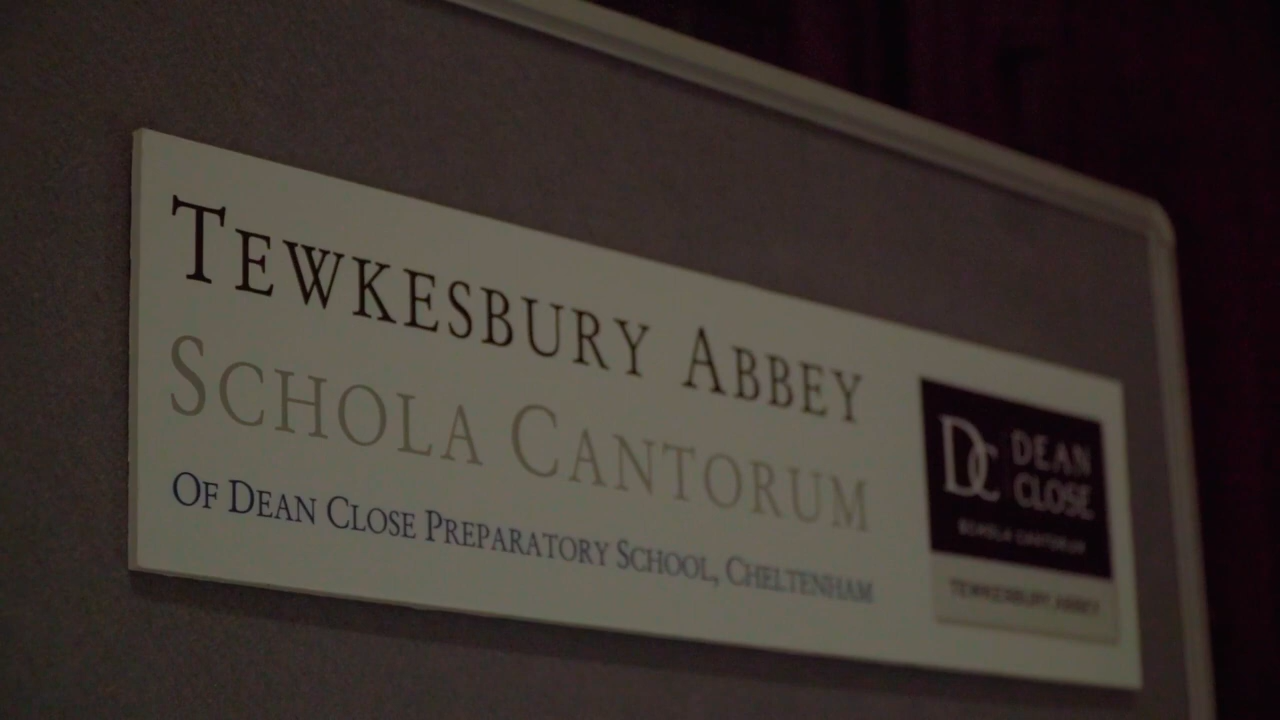 TEWKESBURY ABBEY
SCHOLA CANTORUM
OF DEAN CLOSE PREPARATORY SCHOOL, CHELTENHAM
DC
DEAN
CLOSE
SCHOLA CANTORUM
TEWKESBURY ABBEY